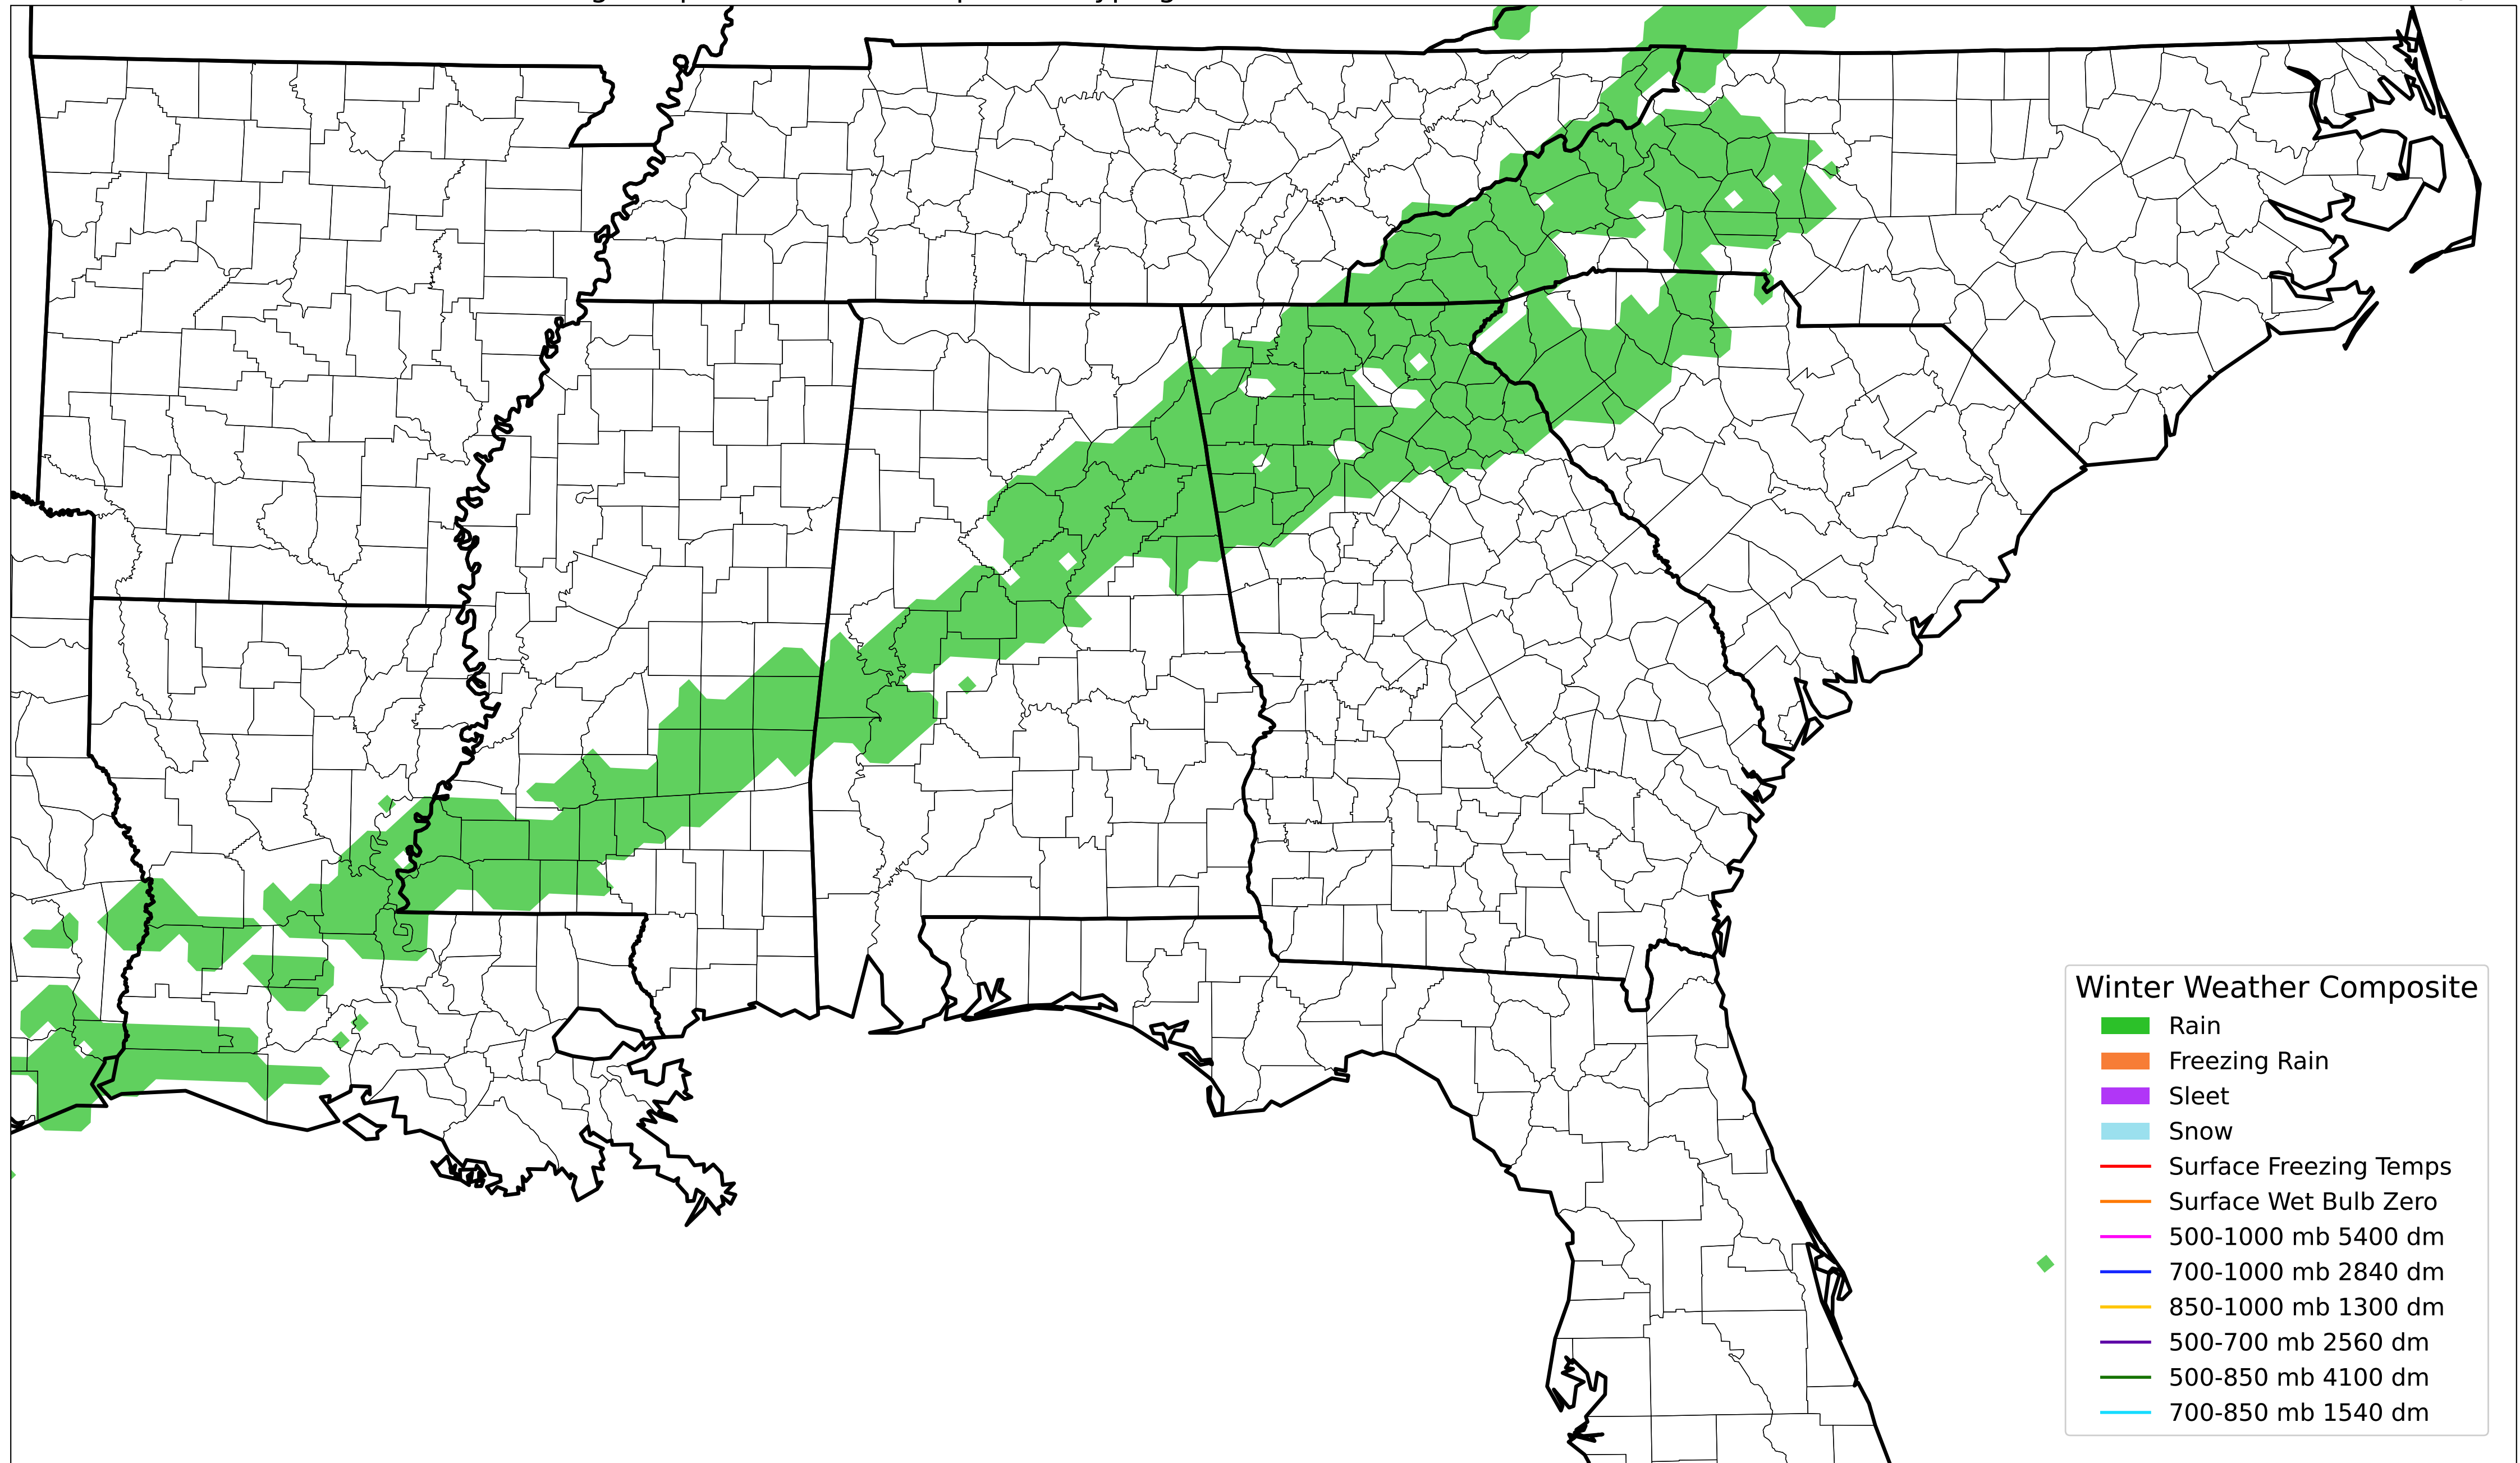 Winter Weather Composite
Rain
Freezing Rain
Sleet
Snow
Surface Freezing Temps
Surface Wet Bulb Zero
500-1000 mb 5400 dm
700-1000 mb 2840 dm
850-1000 mb 1300 dm
500-700 mb 2560 dm
500-850 mb 4100 dm
700-850 mb 1540 dm